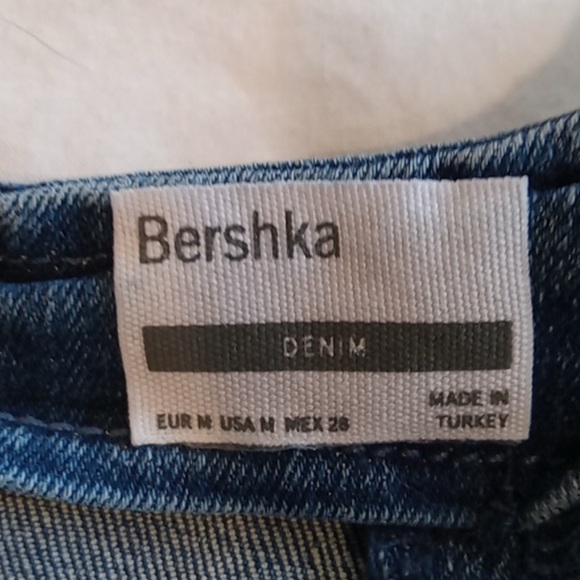 Bershka
DENIM
MADE IN
EUR M USA M MEX 28 TURKEY